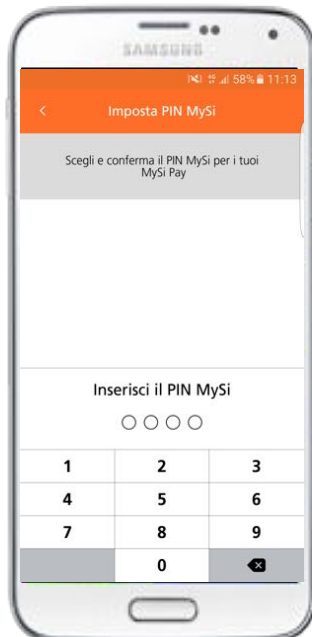 SAMSUNG
58% 11:13
Imposta PIN MySi
Scegli e conferma il PIN MySi per i tuoi
MySi Pay
Inserisci il PIN MySi
1 2 3
4 5 6
7 8 9
0